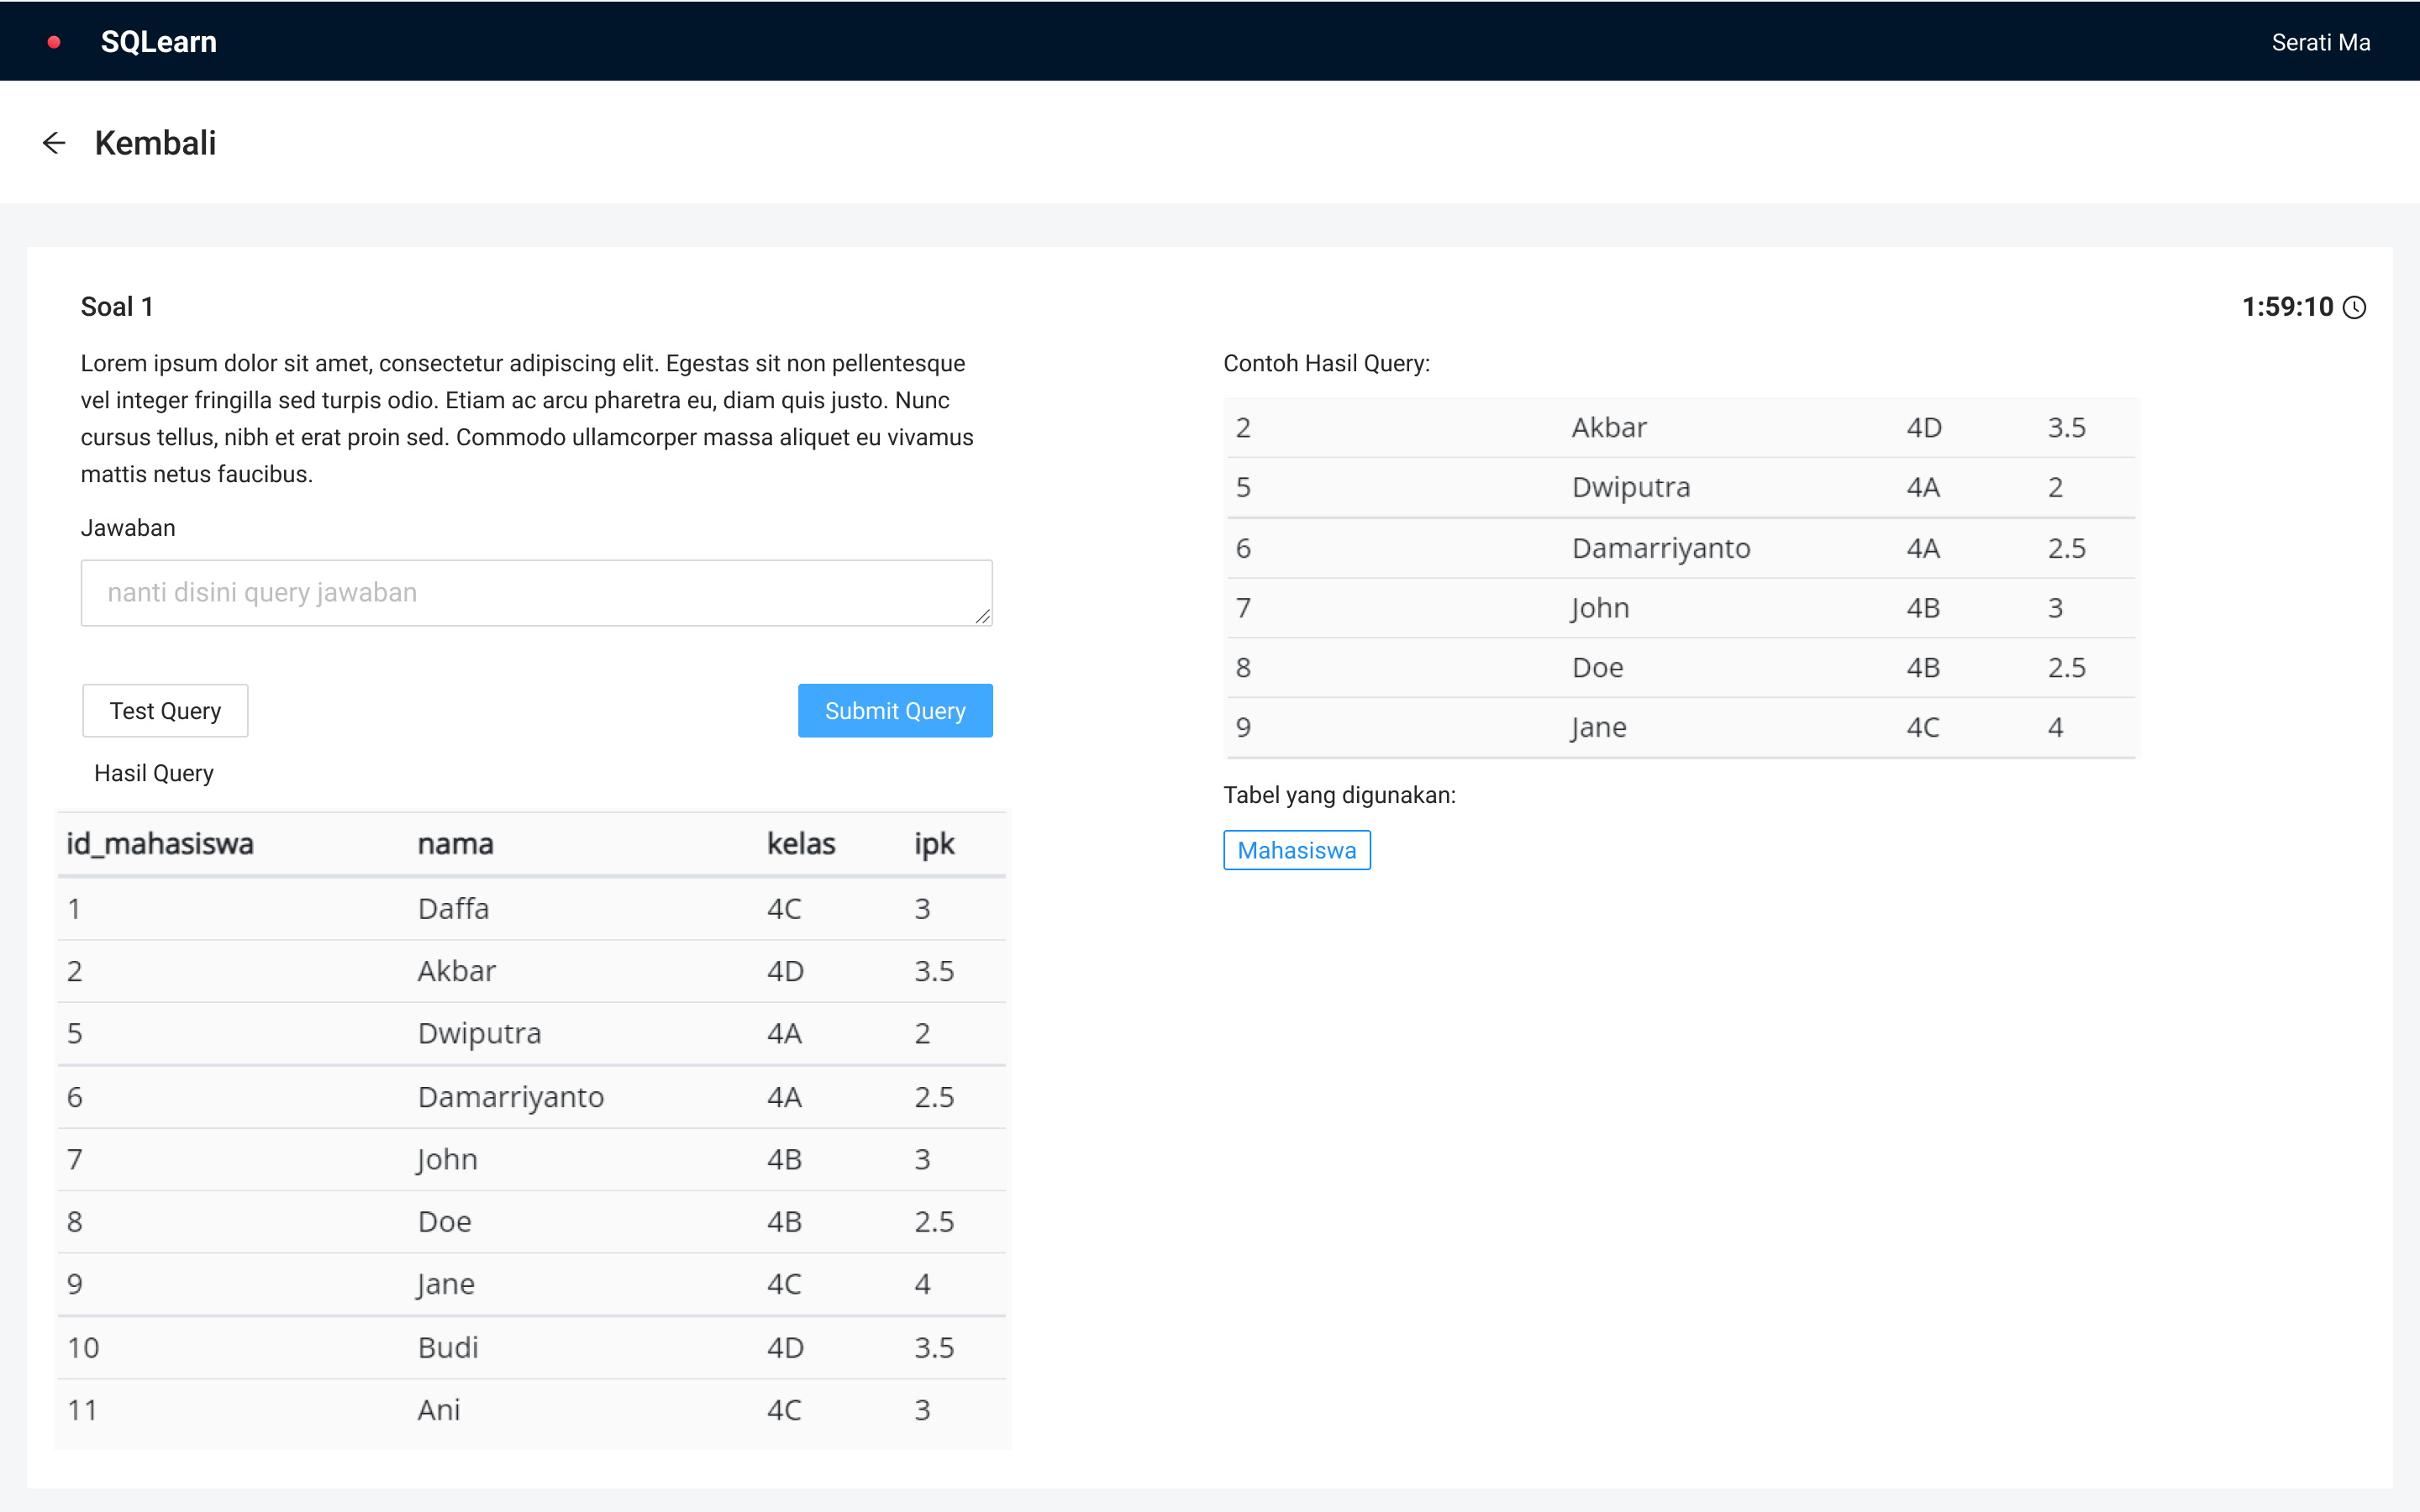 SQLearn
Serati Ma
Kembali
Soal 1
1:59:10
Lorem ipsum dolor sit amet, consectetur adipiscing elit. Egestas sit non pellentesque
vel integer fringilla sed turpis odio. Etiam ac arcu pharetra eu, diam quis justo. Nunc
cursus tellus, nibh et erat proin sed. Commodo ullamcorper massa aliquet eu vivamus
mattis netus faucibus.
Jawaban
nanti disini query jawaban
Test Query
Submit Query
Hasil Query
id_mahasiswa nama kelas ipk
1 Daffa 4C 3
2 Akbar 4D 3.5
5 Dwiputra 4A 2
6 Damarriyanto 4A 2.5
7 John 4B 3
8 Doe 4B 2.5
9 Jane 4C 4
10 Budi 4D 3.5
11 Ani 4C 3
Contoh Hasil Query:
2 Akbar 4D 3.5
5 Dwiputra 4A 2
6 Damarriyanto 4A 2.5
7 John 4B 3
8 Doe 4B 2.5
9 Jane 4C 4
Tabel yang digunakan:
Mahasiswa